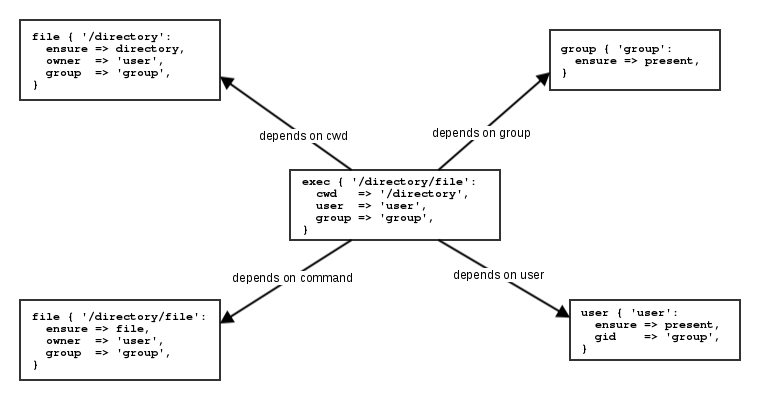 file { '/directory':
  ensure => directory,
  owner  => 'user',
  group  => 'group',
}
group { 'group':
  ensure => present,
}
depends on cwd
depends on group
exec { '/directory/file':
  cwd   => '/directory',
  user  => 'user',
  group => 'group',
}
depends on command
depends on user
file { '/directory/file':
  ensure => file,
  owner  => 'user',
  group  => 'group',
}
user { 'user':
  ensure => present,
  gid    => 'group',
}